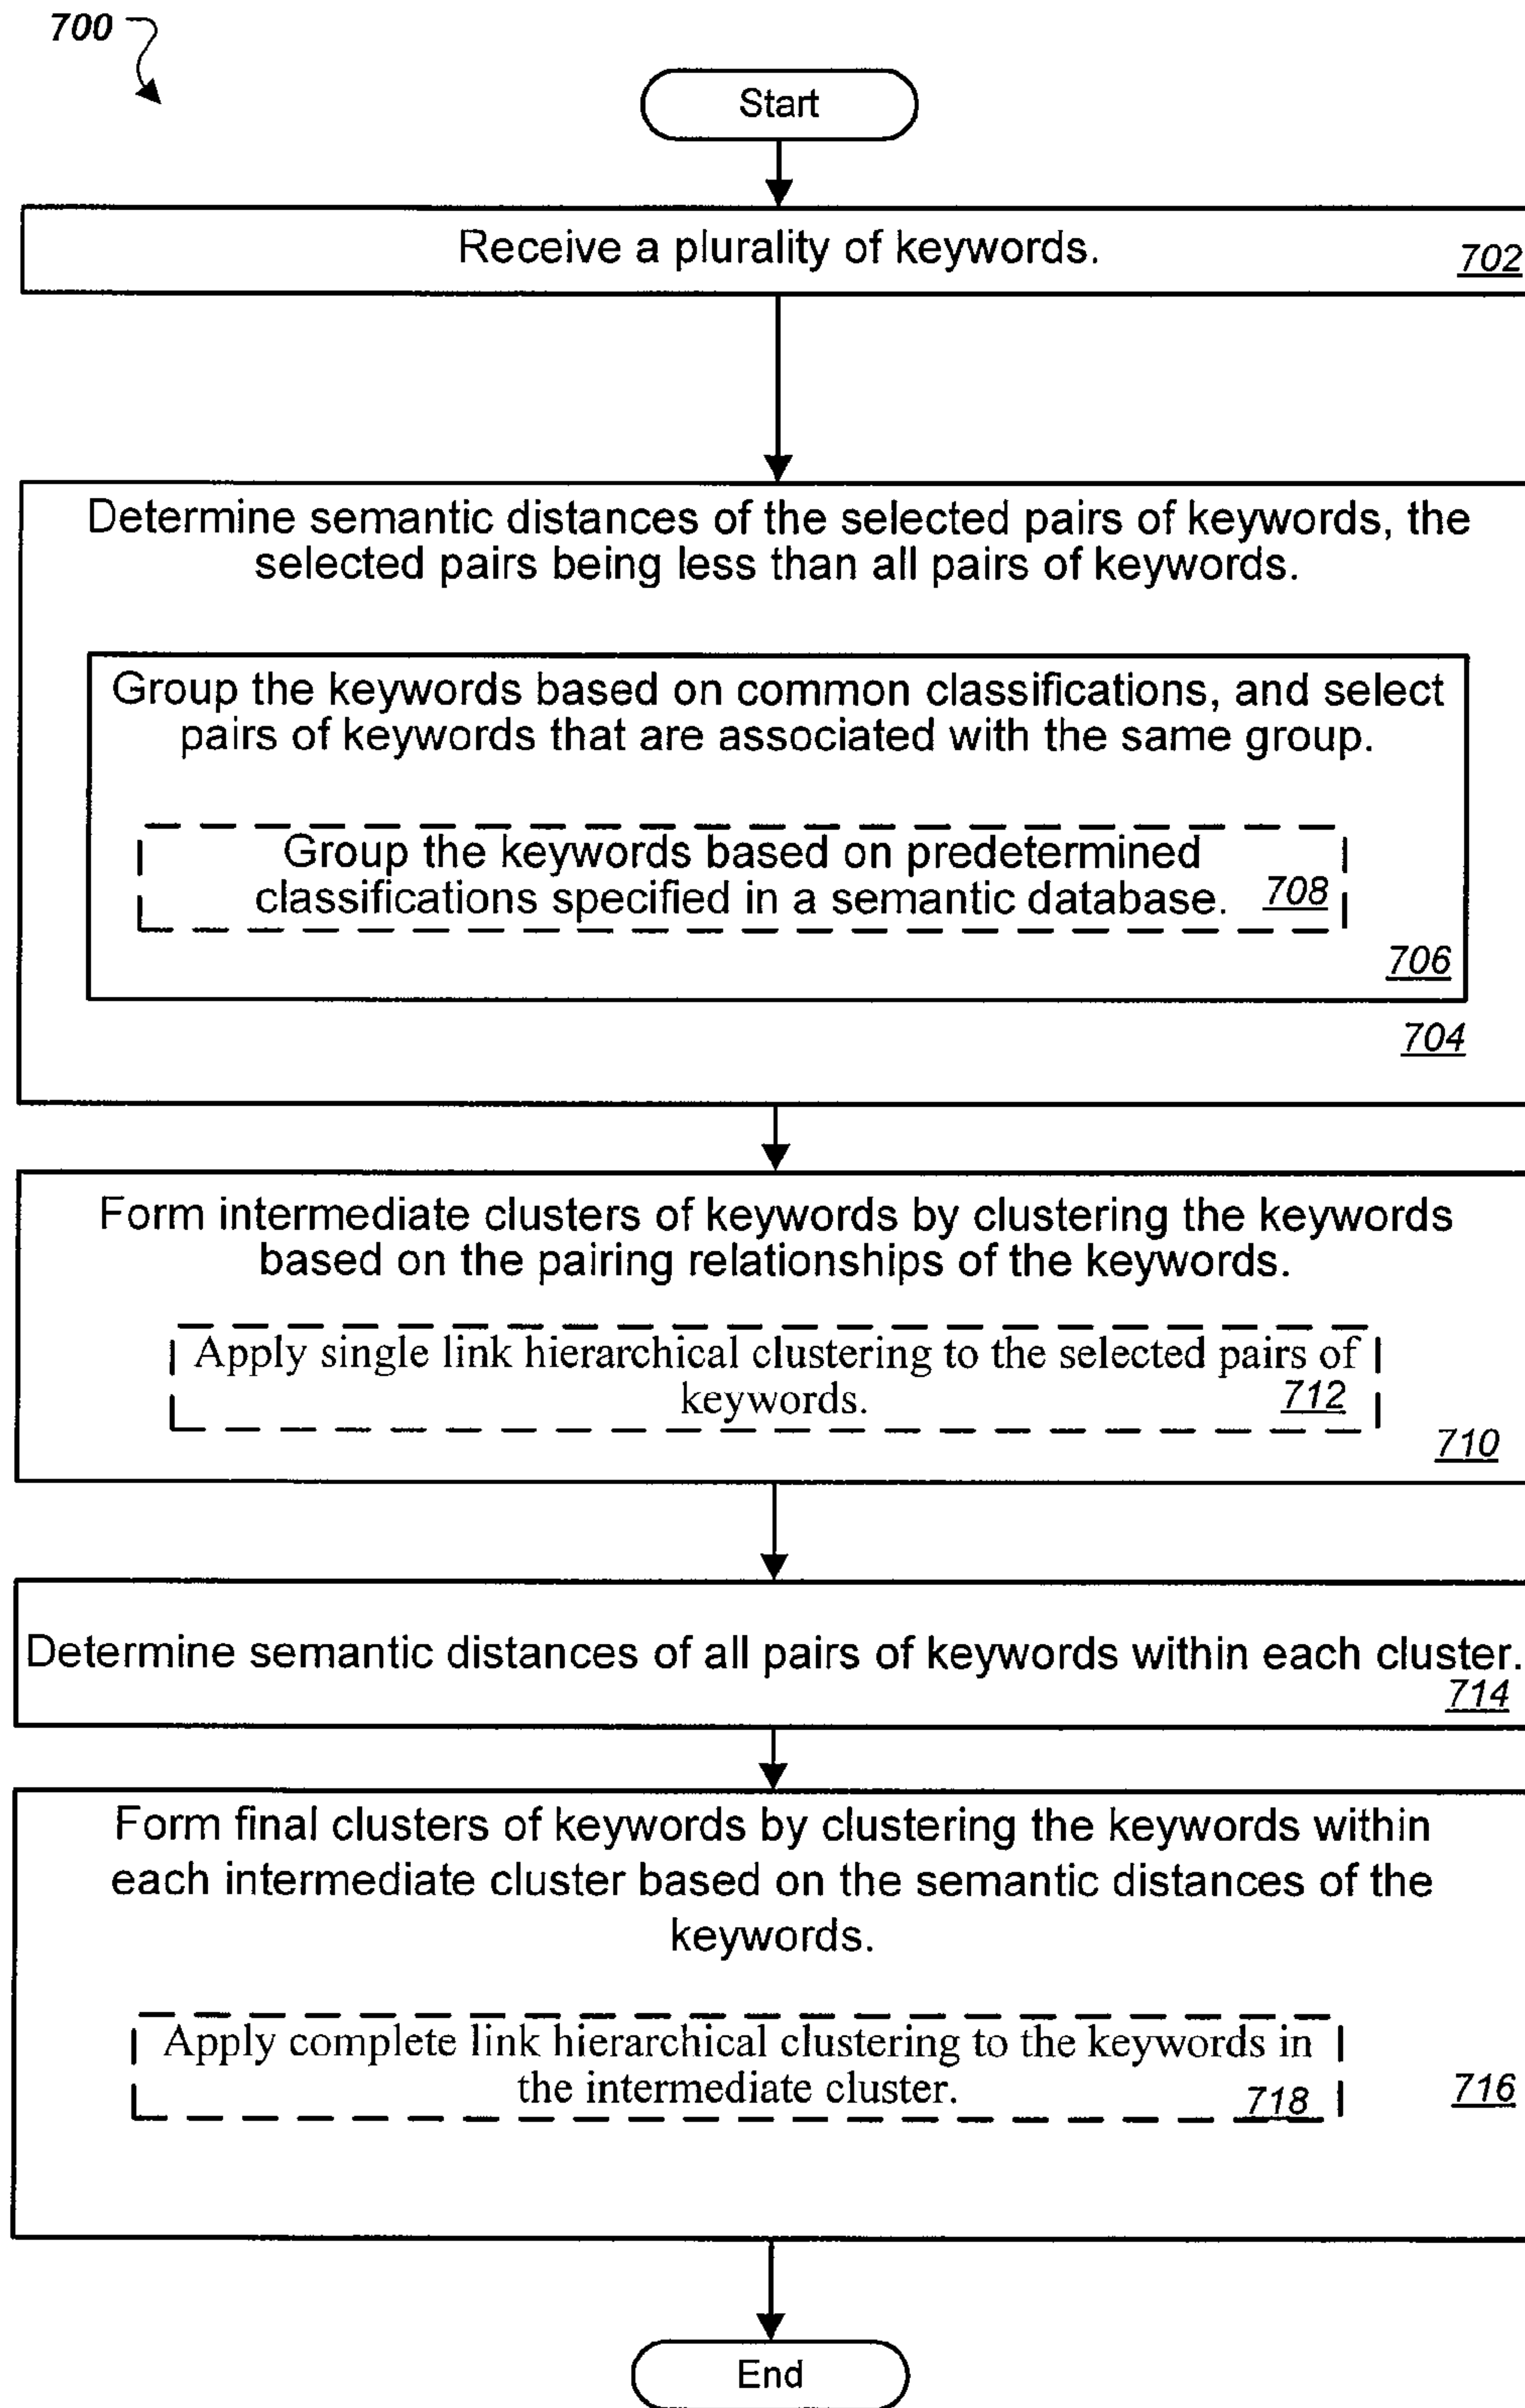 700
Start
Receive a plurality of keywords.
702
Determine semantic distances of the selected pairs of keywords, the
selected pairs being less than all pairs of keywords.
Group the keywords based on common classifications, and select
pairs of keywords that are associated with the same group.
Group the keywords based on predetermined
classifications specified in a semantic database.
708
706
704
Form intermediate clusters of keywords by clustering the keywords
based on the pairing relationships of the keywords.
Apply single link hierarchical clustering to the selected pairs of
keywords.
712
710
Determine semantic distances of all pairs of keywords within each cluster.
714
Form final clusters of keywords by clustering the keywords within
each intermediate cluster based on the semantic distances of the
keywords.
Apply complete link hierarchical clustering to the keywords in
the intermediate cluster.
718
716
End